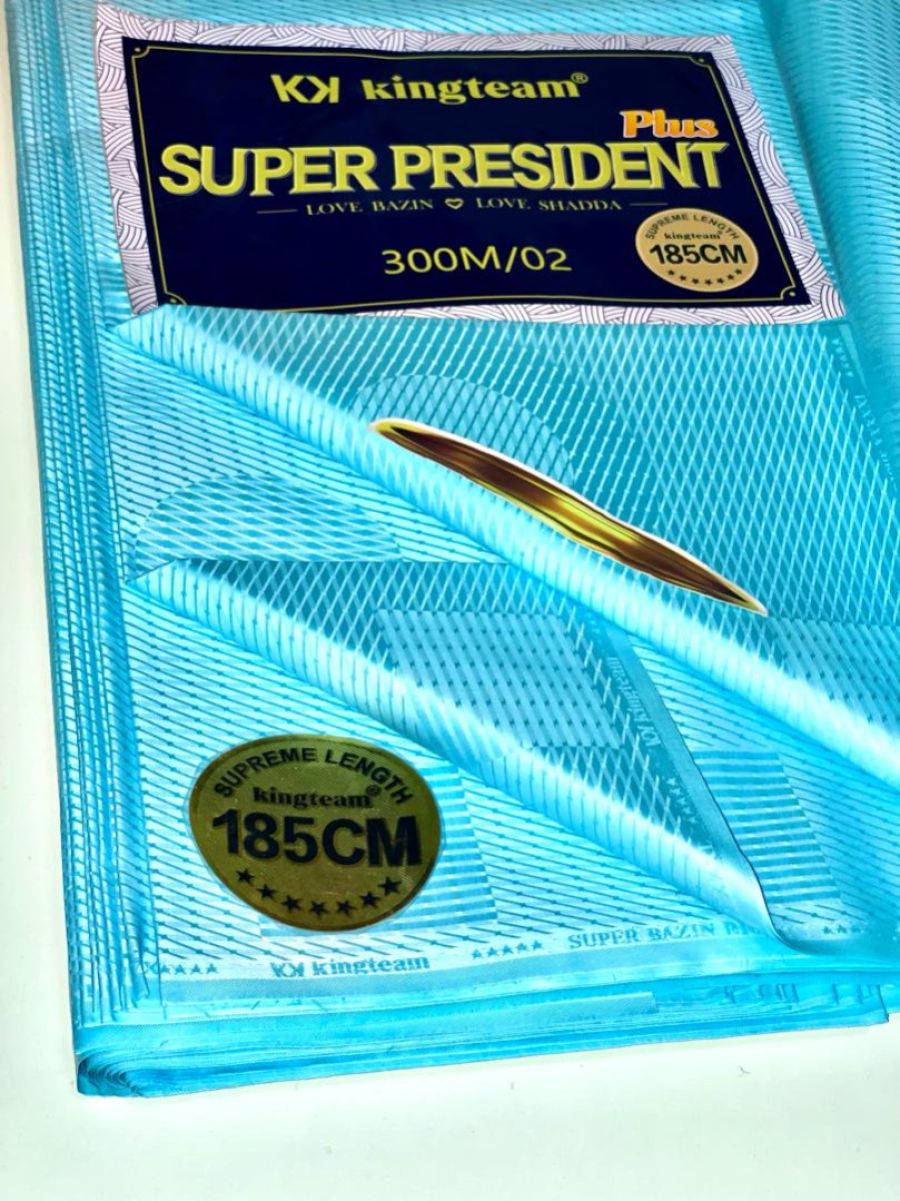 KK kingteam®
Plus
SUPER PRESIDENT
LOVE BAZIN LOVE SHADDA
300M/02
SUPREME LENGTH
kingteam
185CM
KK kingteam
SUPREME LENGTH
kingteam®
185CM
KK kingteam
SUPER BAZIN